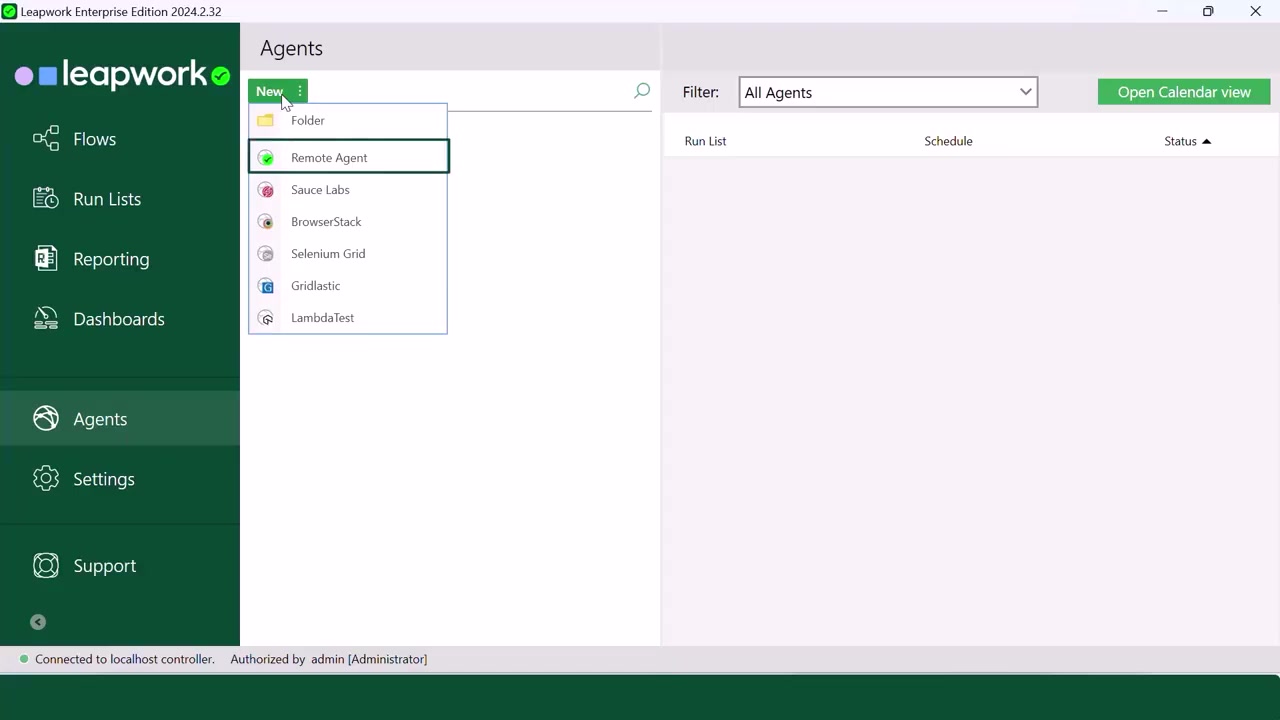 Leapwork Enterprise Edition 2024.2.32
leapwork
Flows
Run Lists
Reporting
Dashboards
Agents
Settings
Support
Agents
New
Folder
Remote Agent
Sauce Labs
BrowserStack
Selenium Grid
Gridlastic
LambdaTest
Filter: All Agents Open Calendar view
Run List Schedule Status
Connected to localhost controller. Authorized by admin [Administrator]